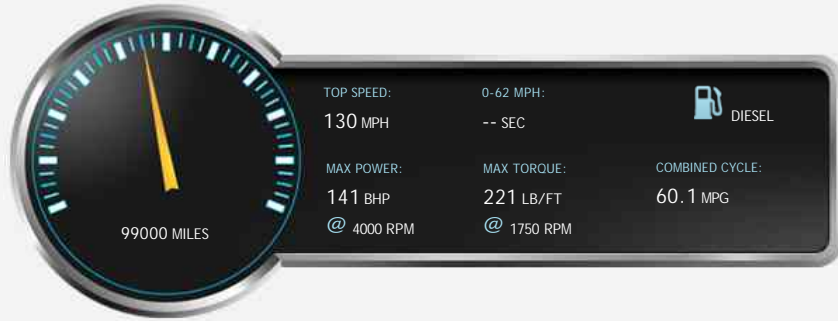 99000 MILES
TOP SPEED:
130 MPH
0-62 MPH:
-- SEC
DIESEL
MAX POWER:
141 BHP
@ 4000 RPM
MAX TORQUE:
221 LB/FT
@ 1750 RPM
COMBINED CYCLE:
60.1 MPG